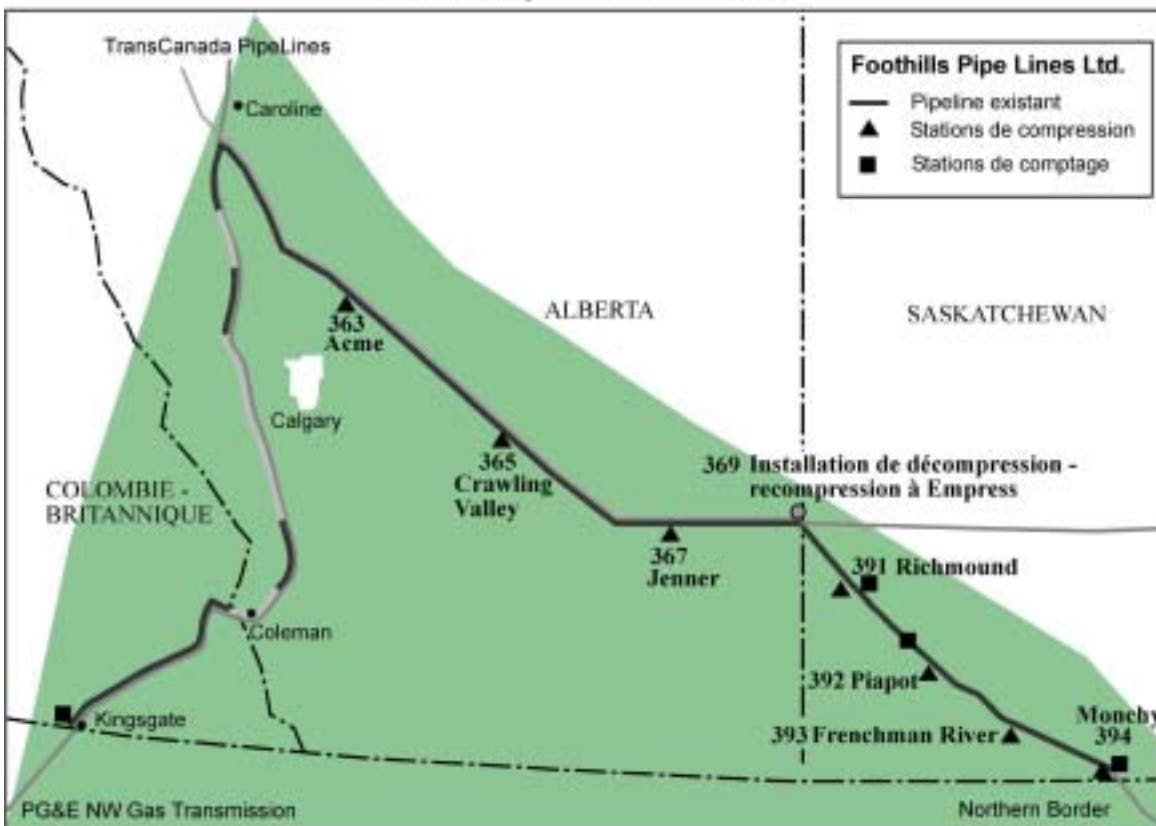 TransCanada PipeLines
Caroline
Foothills Pipe Lines Ltd.
Pipeline existant
Stations de compression
Stations de comptage
363
Acme
ALBERTA
SASKATCHEWAN
Calgary
365
Crawling
Valley
369 Installation de décompression -
recompression à Empress
COLOMBIE -
BRITANNIQUE
367
Jenner
391 Richmound
Coleman
392 Piapot
Kingsgate
393 Frenchman River
Monchy
394
PG&E NW Gas Transmission
Northern Border